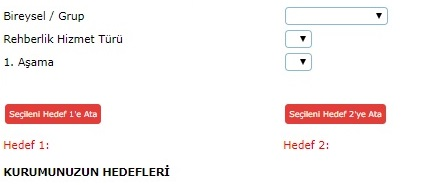 Bireysel / Grup
Rehberlik Hizmet Türü
1. Aşama
Seçileni Hedef 1'e Ata Seçileni Hedef 2'ye Ata
Hedef 1: Hedef 2:
KURUMUNUZUN HEDEFLERİ